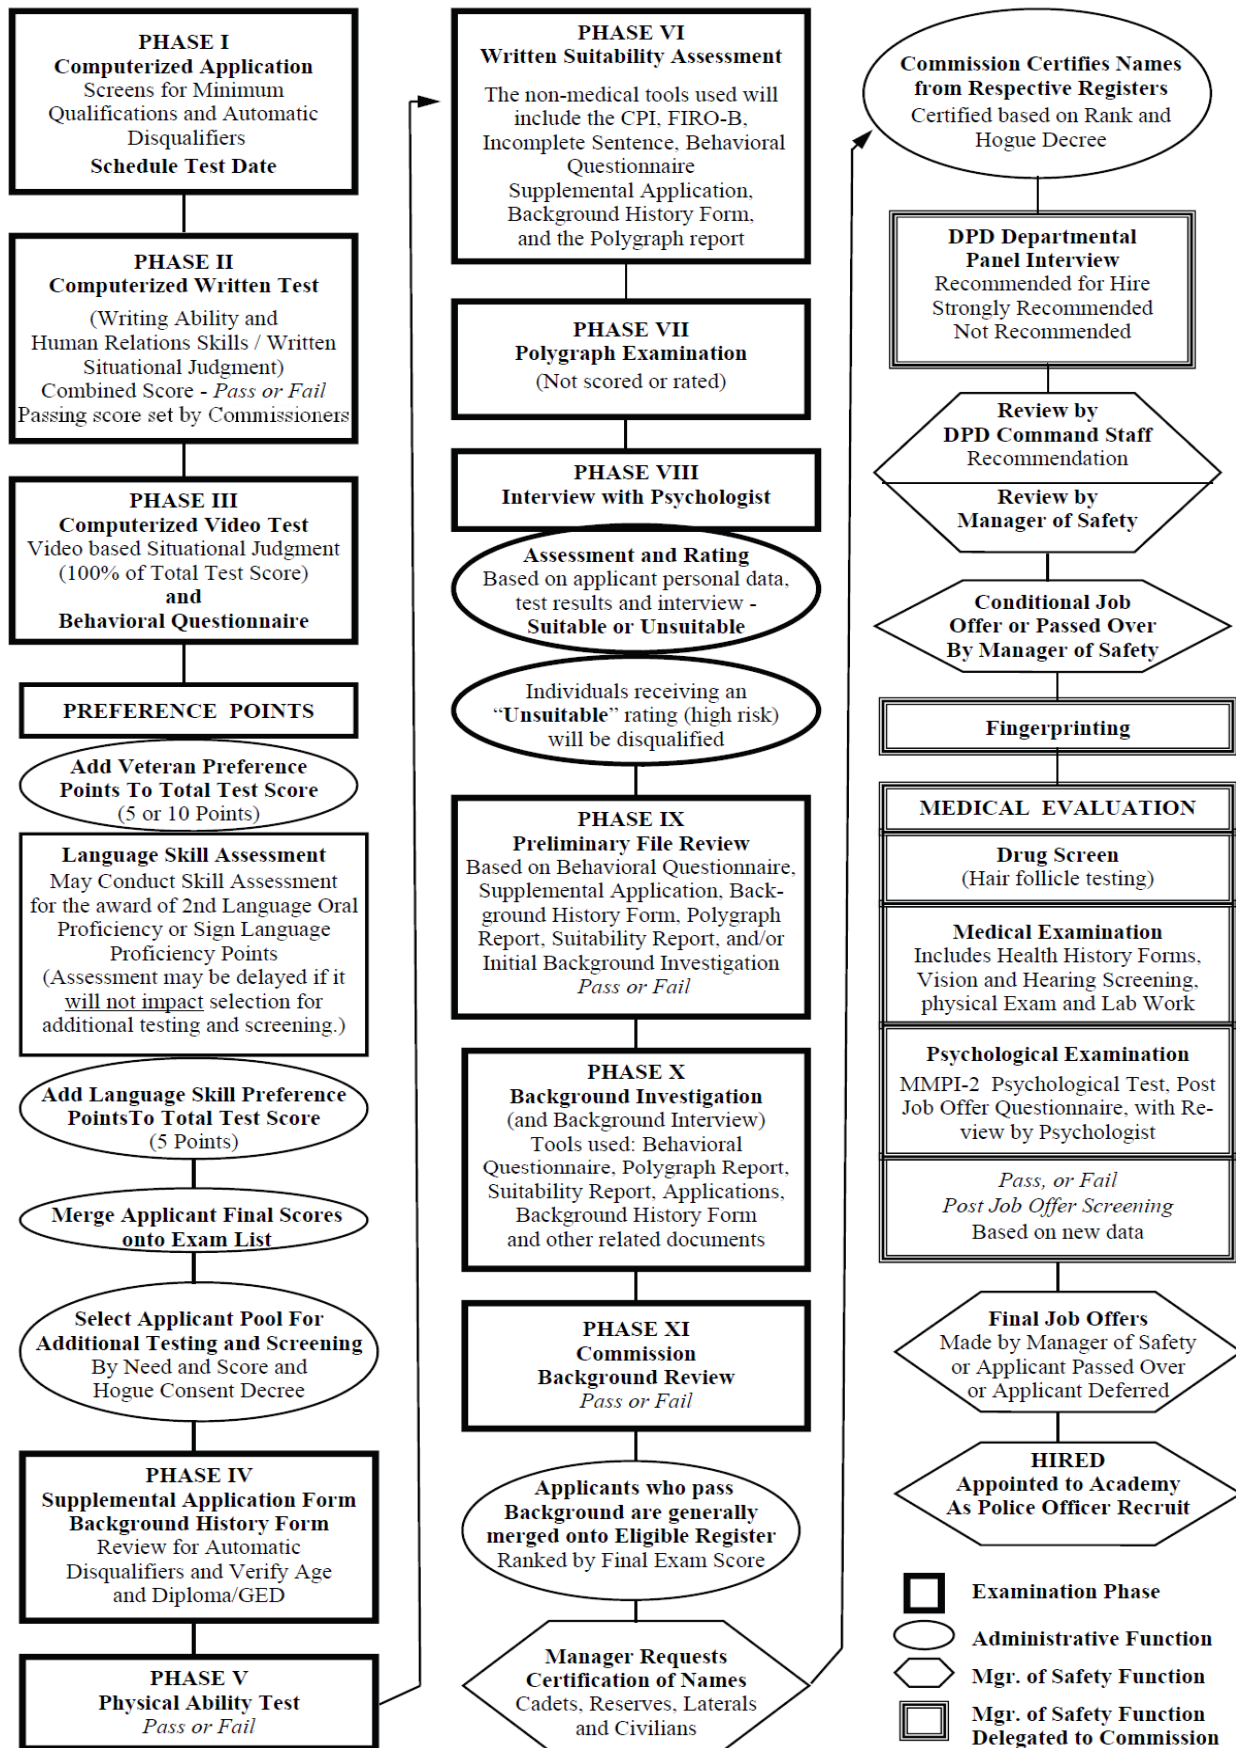 PHASE I
Computerized Application
Screens for Minimum
Qualifications and Automatic
Disqualifiers
Schedule Test Date
PHASE II
Computerized Written Test
(Writing Ability and
Human Relations Skills / Written
Situational Judgment)
Combined Score - Pass or Fail
Passing score set by Commissioners
PHASE III
Computerized Video Test
Video based Situational Judgment
(100% of Total Test Score)
and
Behavioral Questionnaire
PREFERENCE POINTS
Add Veteran Preference
Points To Total Test Score
(5 or 10 Points)
Language Skill Assessment
May Conduct Skill Assessment
for the award of 2nd Language Oral
Proficiency or Sign Language
Proficiency Points
(Assessment may be delayed if it
will not impact selection for
additional testing and screening.)
Add Language Skill Preference
PointsTo Total Test Score
(5 Points)
Merge Applicant Final Scores
onto Exam List
Select Applicant Pool For
Additional Testing and Screening
By Need and Score and
Hogue Consent Decree
PHASE IV
Supplemental Application Form
Background History Form
Review for Automatic
Disqualifiers and Verify Age
and Diploma/GED
PHASE V
Physical Ability Test
Pass or Fail
PHASE VI
Written Suitability Assessment
The non-medical tools used will
include the CPI, FIRO-B,
Incomplete Sentence, Behavioral
Questionnaire
Supplemental Application,
Background History Form,
and the Polygraph report
PHASE VII
Polygraph Examination
(Not scored or rated)
PHASE VIII
Interview with Psychologist
Assessment and Rating
Based on applicant personal data,
test results and interview -
Suitable or Unsuitable
Individuals receiving an
“Unsuitable” rating (high risk)
will be disqualified
PHASE IX
Preliminary File Review
Based on Behavioral Questionnaire,
Supplemental Application, Back-
ground History Form, Polygraph
Report, Suitability Report, and/or
Initial Background Investigation
Pass or Fail
PHASE X
Background Investigation
(and Background Interview)
Tools used: Behavioral
Questionnaire, Polygraph Report,
Suitability Report, Applications,
Background History Form
and other related documents
PHASE XI
Commission
Background Review
Pass or Fail
Applicants who pass
Background are generally
merged onto Eligible Register
Ranked by Final Exam Score
Manager Requests
Certification of Names
Cadets, Reserves, Laterals
and Civilians
Commission Certifies Names
from Respective Registers
Certified based on Rank and
Hogue Decree
DPD Departmental
Panel Interview
Recommended for Hire
Strongly Recommended
Not Recommended
Review by
DPD Command Staff
Recommendation
Review by
Manager of Safety
Conditional Job
Offer or Passed Over
By Manager of Safety
Fingerprinting
MEDICAL EVALUATION
Drug Screen
(Hair follicle testing)
Medical Examination
Includes Health History Forms,
Vision and Hearing Screening,
physical Exam and Lab Work
Psychological Examination
MMPI-2 Psychological Test, Post
Job Offer Questionnaire, with Re-
view by Psychologist
Pass, or Fail
Post Job Offer Screening
Based on new data
Final Job Offers
Made by Manager of Safety
or Applicant Passed Over
or Applicant Deferred
HIRED
Appointed to Academy
As Police Officer Recruit
Examination Phase
Administrative Function
Mgr. of Safety Function
Mgr. of Safety Function
Delegated to Commission